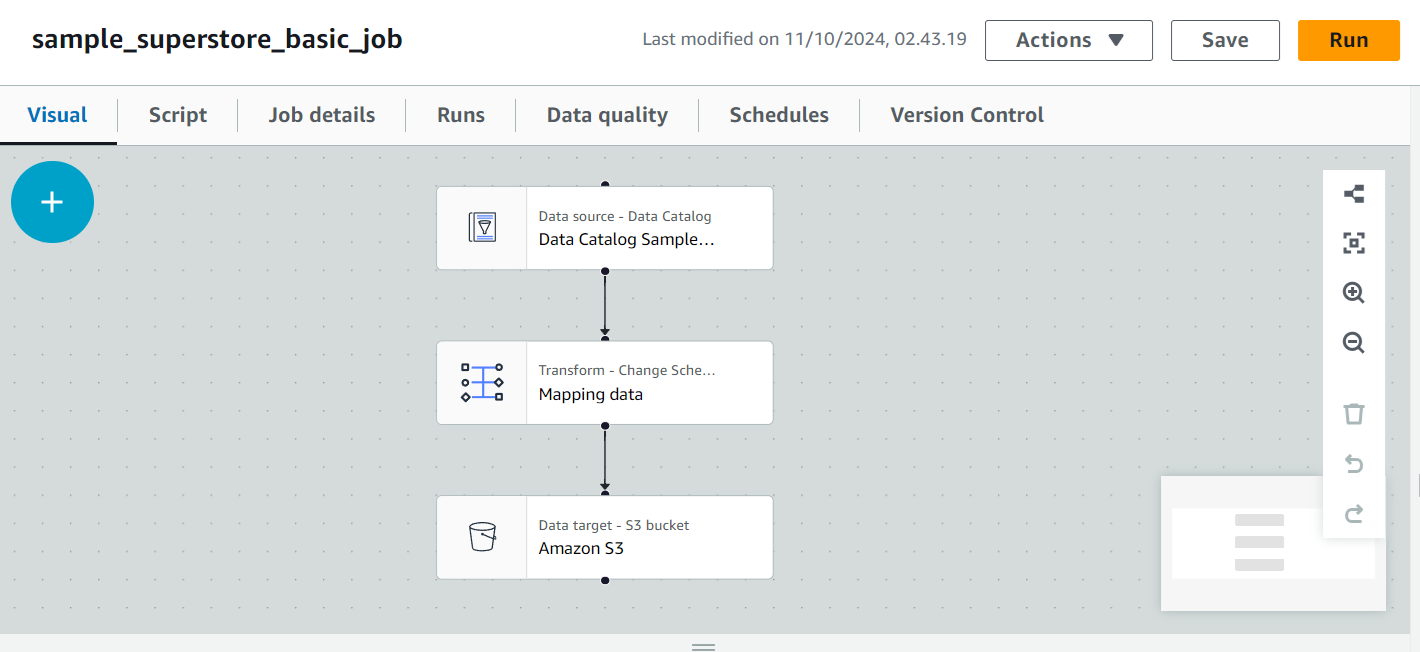 sample_superstore_basic_job
Last modified on 11/10/2024, 02.43.19
Actions
Save
Run
Visual
Script
Job details
Runs
Data quality
Schedules
Version Control
Data source - Data Catalog
Data Catalog Sample...
Transform - Change Sche...
Mapping data
Data target - S3 bucket
Amazon S3